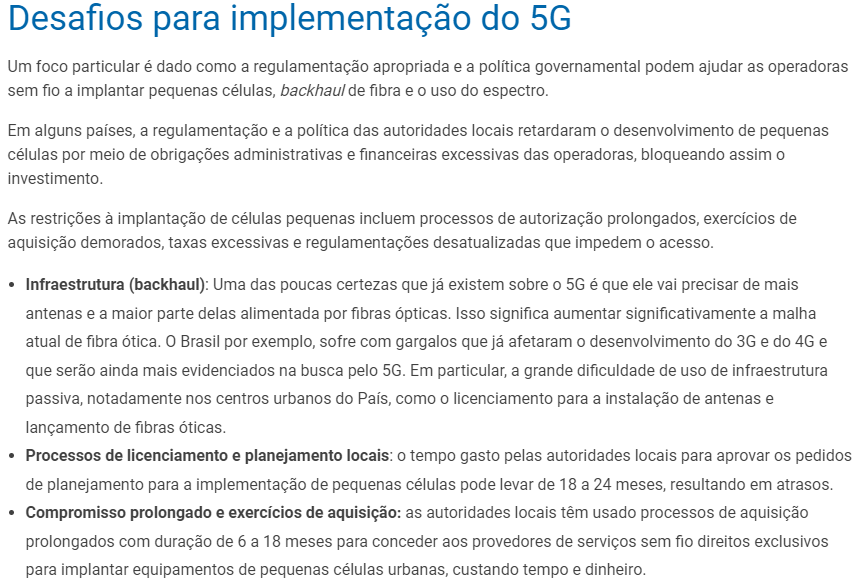 Desafios para implementação do 5G
Um foco particular é dado como a regulamentação apropriada e a política governamental podem ajudar as operadoras
sem fio a implantar pequenas células, backhaul de fibra e o uso do espectro.
Em alguns países, a regulamentação e a política das autoridades locais retardaram o desenvolvimento de pequenas
células por meio de obrigações administrativas e financeiras excessivas das operadoras, bloqueando assim o
investimento.
As restrições à implantação de células pequenas incluem processos de autorização prolongados, exercícios de
aquisição demorados, taxas excessivas e regulamentações desatualizadas que impedem o acesso.
• Infraestrutura (backhaul): Uma das poucas certezas que já existem sobre o 5G é que ele vai precisar de mais
antenas e a maior parte delas alimentada por fibras ópticas. Isso significa aumentar significativamente a malha
atual de fibra ótica. O Brasil por exemplo, sofre com gargalos que já afetaram o desenvolvimento do 3G e do 4G e
que serão ainda mais evidenciados na busca pelo 5G. Em particular, a grande dificuldade de uso de infraestrutura
passiva, notadamente nos centros urbanos do País, como o licenciamento para a instalação de antenas e
lançamento de fibras óticas.
• Processos de licenciamento e planejamento locais: o tempo gasto pelas autoridades locais para aprovar os pedidos
de planejamento para a implementação de pequenas células pode levar de 18 a 24 meses, resultando em atrasos.
• Compromisso prolongado e exercícios de aquisição: as autoridades locais têm usado processos de aquisição
prolongados com duração de 6 a 18 meses para conceder aos provedores de serviços sem fio direitos exclusivos
para implantar equipamentos de pequenas células urbanas, custando tempo e dinheiro.